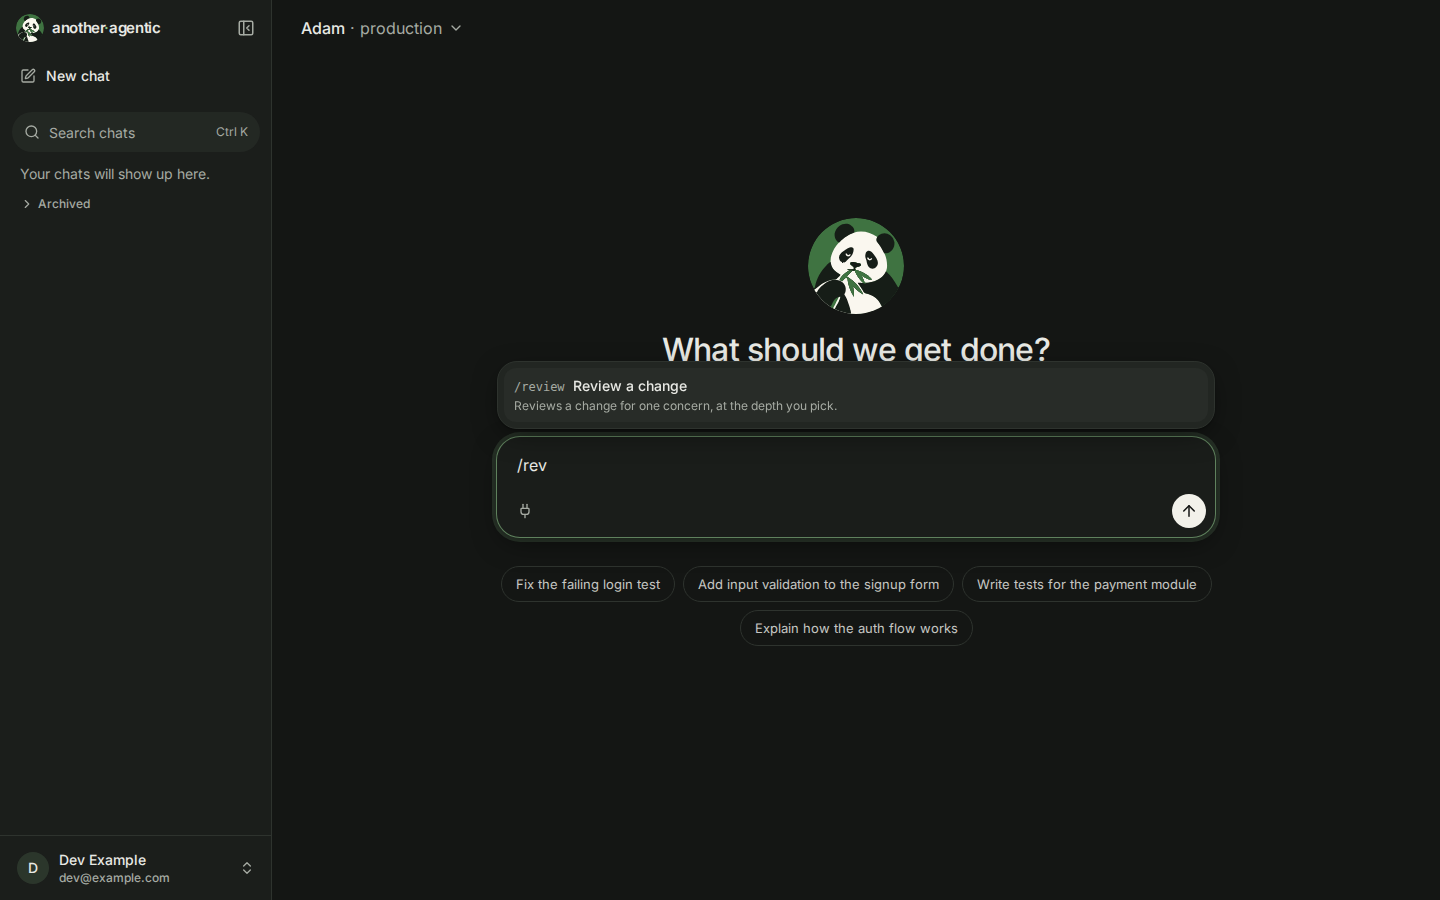 another·agentic
New chat
Search chats Ctrl K
Your chats will show up here.
Archived
Dev Example
D
dev@example.com
Adam · production
What should we get done?
/review Review a change
Reviews a change for one concern, at the depth you pick.
/rev
Fix the failing login test
Add input validation to the signup form
Write tests for the payment module
Explain how the auth flow works